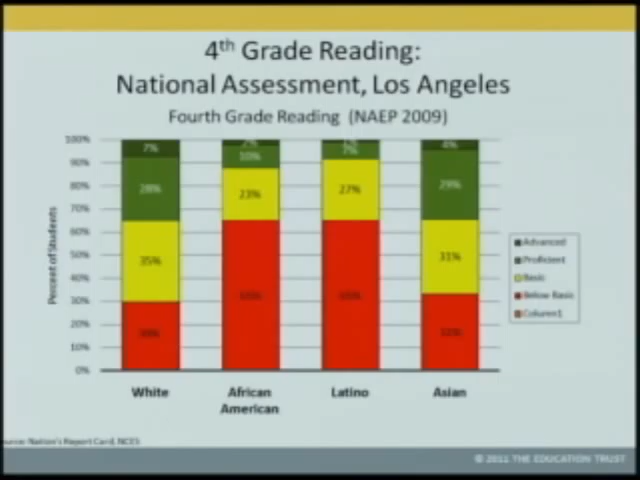 4th Grade Reading:
National Assessment, Los Angeles
Fourth Grade Reading (NAEP 2009)
Percent of Students
100%
90%
80%
70%
60%
50%
40%
30%
20%
10%
0%
7%
28%
35%
2%
10%
23%
7%
27%
4%
29%
31%
White
African
American
Latino
Asian
Advanced
Proficient
Basic
Below Basic
Column1
Nation's Report Card, NCES
© 2011 THE EDUCATION TRUST